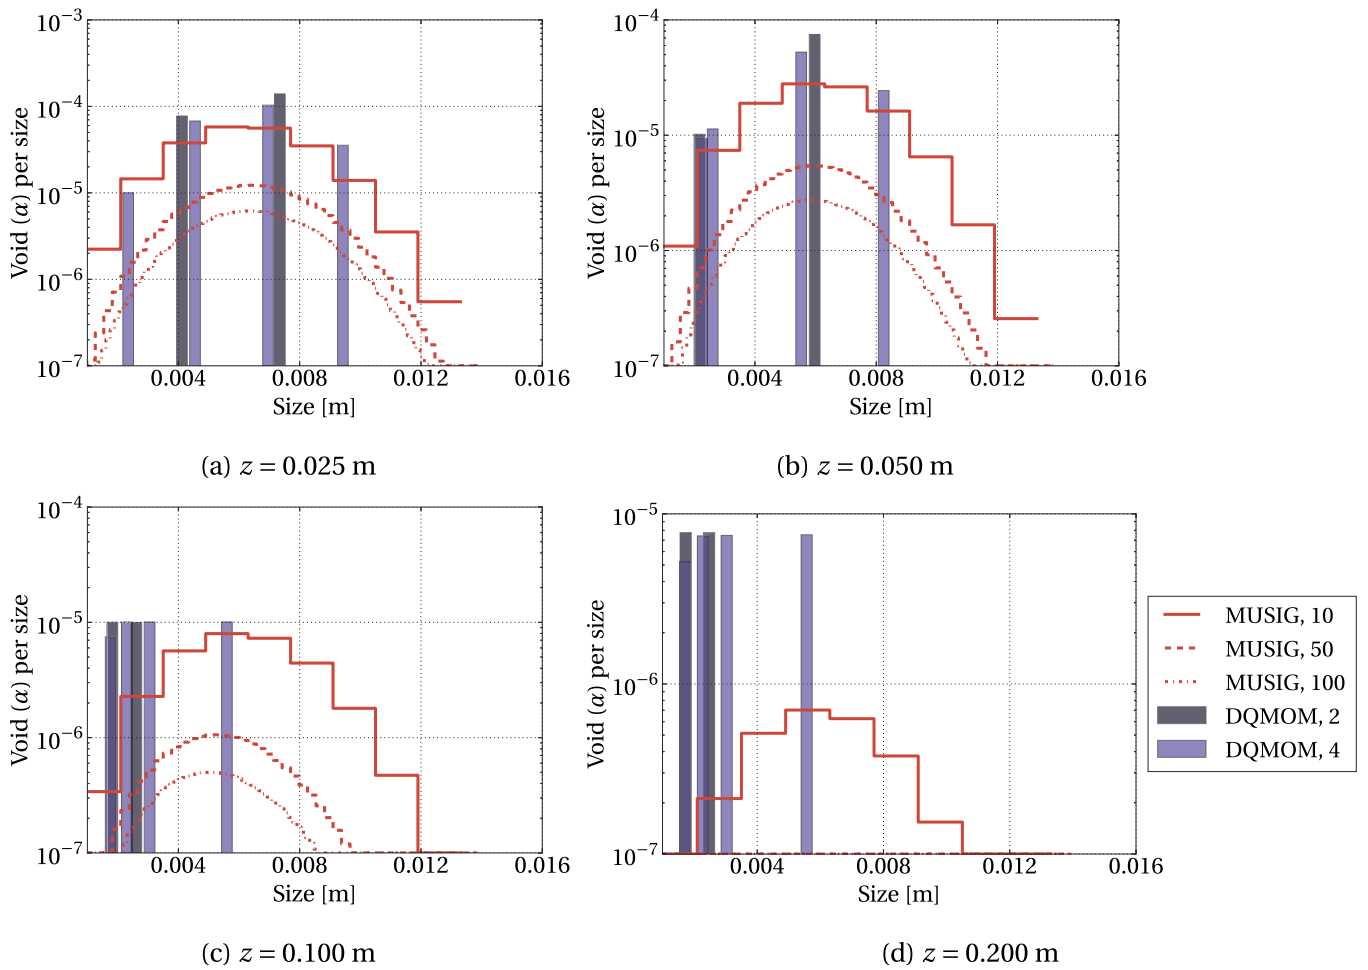 10⁻³
10⁻⁴
10⁻⁵
10⁻⁶
10⁻⁷
Void (α) per size
0.004 0.008 0.012 0.016
Size [m]
(a) z = 0.025 m
10⁻⁴
10⁻⁵
10⁻⁶
10⁻⁷
Void (α) per size
0.004 0.008 0.012 0.016
Size [m]
(b) z = 0.050 m
10⁻⁴
10⁻⁵
10⁻⁶
10⁻⁷
Void (α) per size
0.004 0.008 0.012 0.016
Size [m]
(c) z = 0.100 m
10⁻⁵
10⁻⁶
10⁻⁷
Void (α) per size
0.004 0.008 0.012 0.016
Size [m]
(d) z = 0.200 m
MUSIG, 10
MUSIG, 50
MUSIG, 100
DQMOM, 2
DQMOM, 4